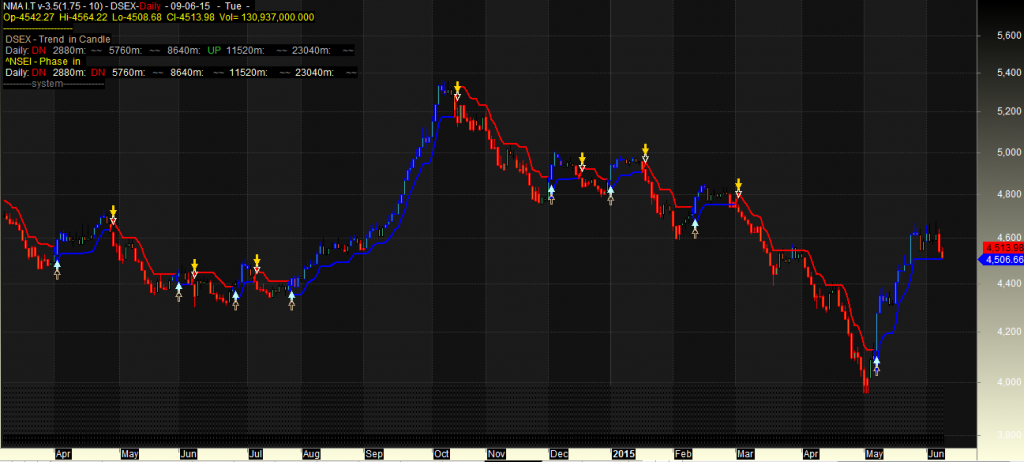 NMA I.T v-3.5(1.75 - 10) - DSEX-Daily - 09-06-15 - Tue -
Op-4542.27 Hi-4564.22 Lo-4508.68 Cl-4513.98 Vol= 130,937,000.000
DSEX - Trend in Candle
Daily: DN 2880m: ~~ 5760m: ~~ 8640m: UP 11520m: ~~ 23040m: ~~
^NSEI - Phase in
Daily: DN 2880m: DN 5760m: ~~ 8640m: ~~ 11520m: ~~ 23040m: ~~
----------system--------------
5,600
5,400
5,200
5,000
4,800
4,600
4,513.98
4,506.66
4,400
4,200
4,000
3,800
Apr May Jun Jul Aug Sep Oct Nov Dec 2015 Feb Mar Apr May Jun